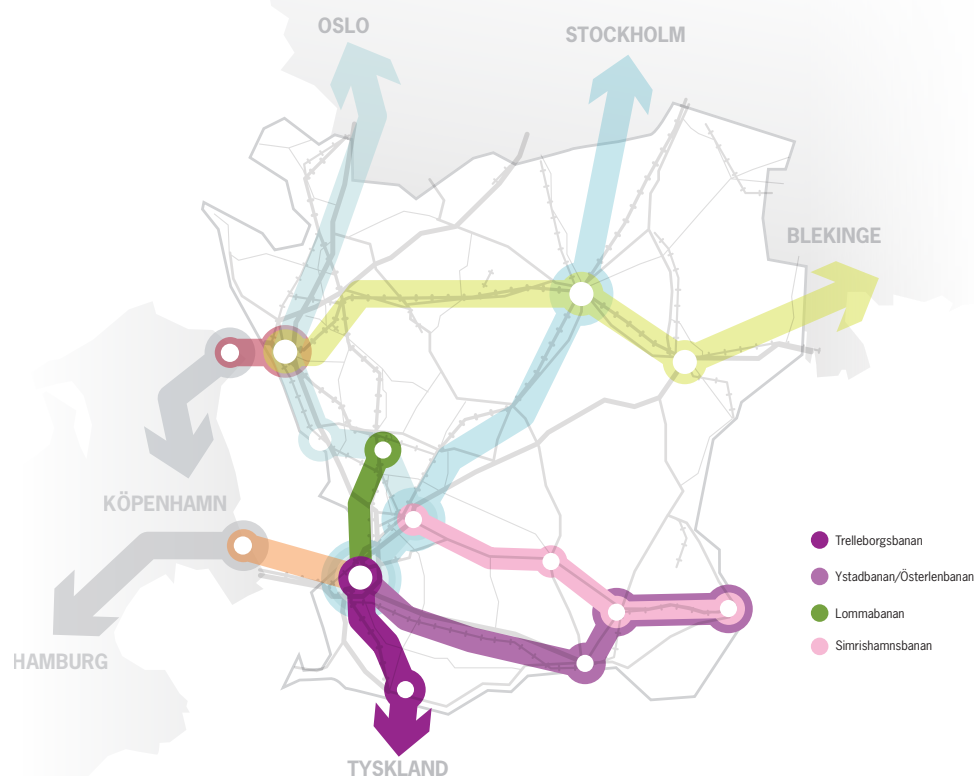 OSLO
STOCKHOLM
BLEKINGE
KÖPENHAMN
HAMBURG
TYSKLAND
Trelleborgsbanan
Ystadbanan/Österlenbanan
Lommabanan
Simrishamnsbanan